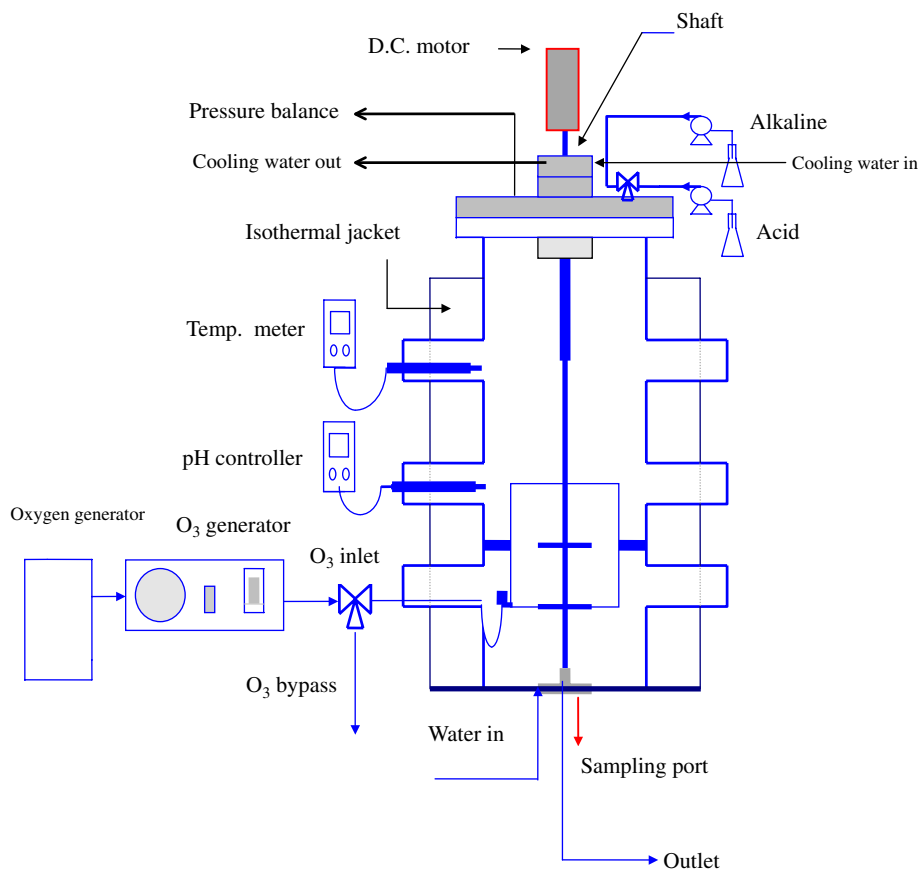 Shaft
D.C. motor
Pressure balance
Alkaline
Cooling water out
Cooling water in
Isothermal jacket
Acid
Temp. meter
pH controller
Oxygen generator
O₃ generator
O₃ inlet
O₃ bypass
Water in
Sampling port
Outlet